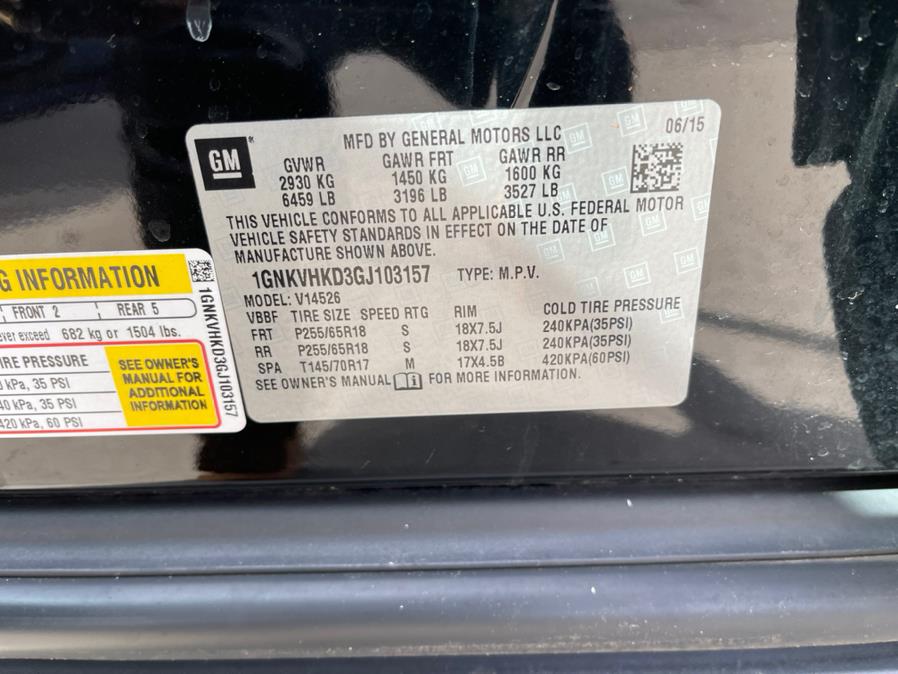 GM
MFD BY GENERAL MOTORS LLC 06/15
GVWR GAWR FRT GAWR RR
2930 KG 1450 KG 1600 KG
6459 LB 3196 LB 3527 LB
THIS VEHICLE CONFORMS TO ALL APPLICABLE U.S. FEDERAL MOTOR
VEHICLE SAFETY STANDARDS IN EFFECT ON THE DATE OF
MANUFACTURE SHOWN ABOVE.
1GNKVHKD3GJ103157 TYPE: M.P.V.
MODEL: V14526
VBBF TIRE SIZE SPEED RTG RIM COLD TIRE PRESSURE
FRT P255/65R18 S 18X7.5J 240KPA(35PSI)
RR P255/65R18 S 18X7.5J 240KPA(35PSI)
SPA T145/70R17 M 17X4.5B 420KPA(60PSI)
SEE OWNER'S MANUAL FOR MORE INFORMATION.
INFORMATION
FRONT 2 REAR 5
exceed 682 kg or 1504 lbs.
PRESSURE
kPa, 35 PSI
40 kPa, 35 PSI
420 kPa, 60 PSI
SEE OWNER'S
MANUAL FOR
ADDITIONAL
INFORMATION
1GNKVHKD3GJ103157